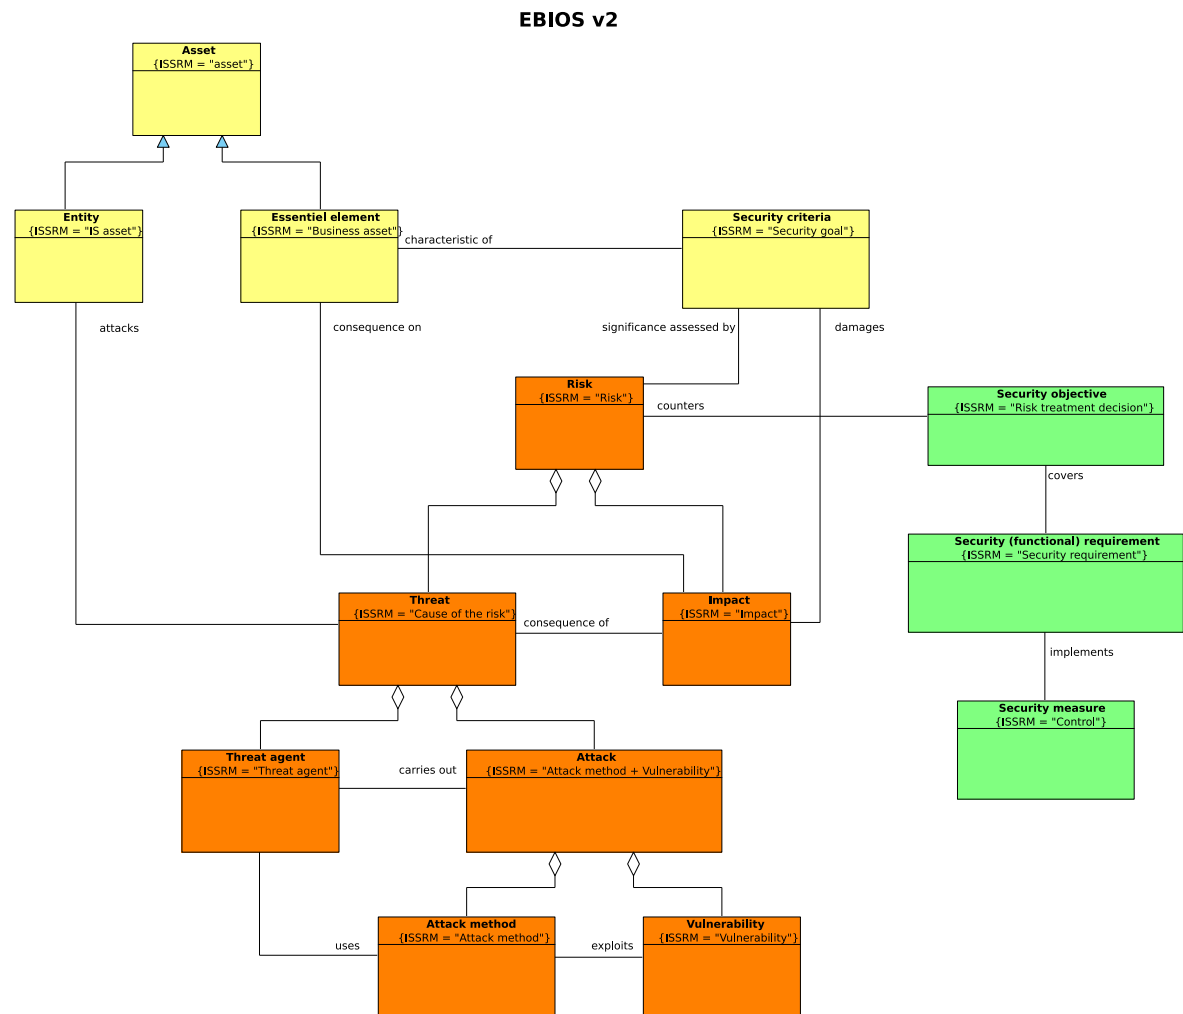 EBIOS v2
Asset
{ISSRM = "asset"}
Entity
{ISSRM = "IS asset"}
Essentiel element
{ISSRM = "Business asset"}
Security criteria
{ISSRM = "Security goal"}
characteristic of
attacks
consequence on
significance assessed by
damages
Risk
{ISSRM = "Risk"}
counters
Security objective
{ISSRM = "Risk treatment decision"}
covers
Security (functional) requirement
{ISSRM = "Security requirement"}
Threat
{ISSRM = "Cause of the risk"}
consequence of
Impact
{ISSRM = "Impact"}
implements
Security measure
{ISSRM = "Control"}
Threat agent
{ISSRM = "Threat agent"}
carries out
Attack
{ISSRM = "Attack method + Vulnerability"}
uses
Attack method
{ISSRM = "Attack method"}
exploits
Vulnerability
{ISSRM = "Vulnerability"}